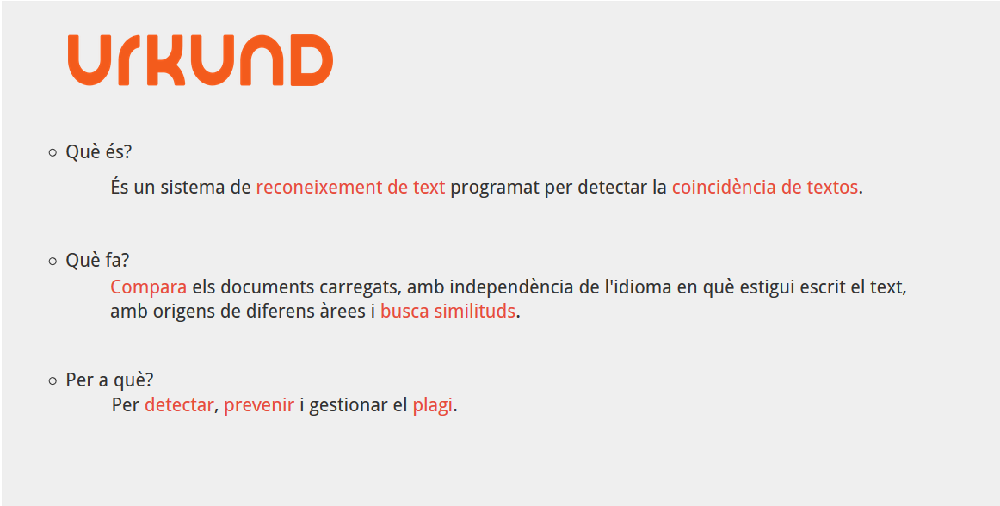 URKUND
Què és?
És un sistema de reconeixement de text programat per detectar la coincidència de textos.
Què fa?
Compara els documents carregats, amb independència de l'idioma en què estigui escrit el text,
amb origens de diferens àrees i busca similituds.
Per a què?
Per detectar, prevenir i gestionar el plagi.